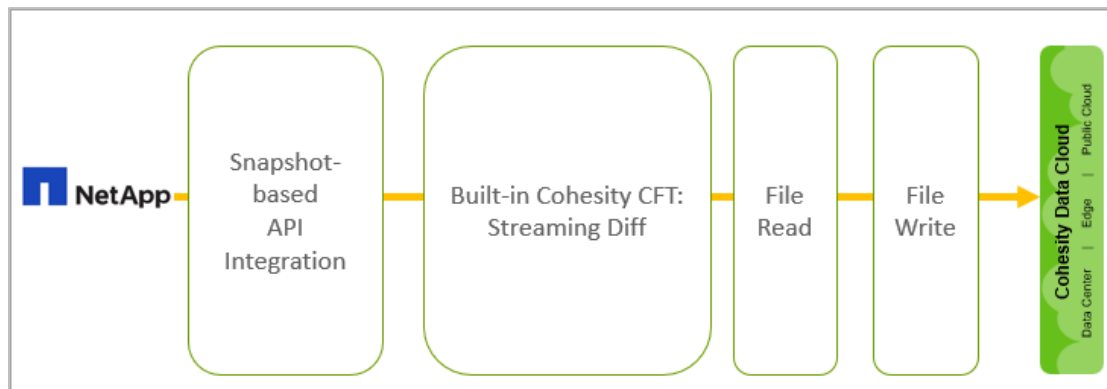 NetApp
Snapshot-
based
API
Integration
Built-in Cohesity CFT:
Streaming Diff
File
Read
File
Write
Cohesity Data Cloud
Data Center | Edge | Public Cloud